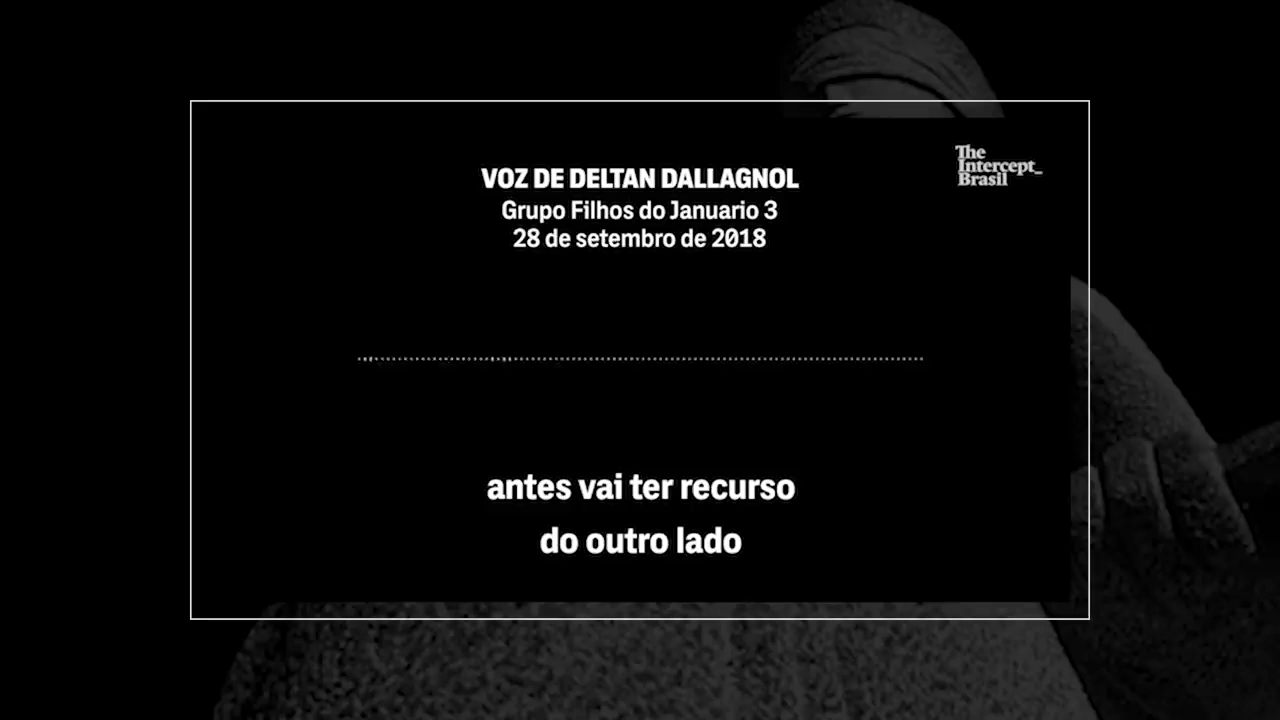 The
Intercept_
Brasil
VOZ DE DELTAN DALLAGNOL
Grupo Filhos do Januario 3
28 de setembro de 2018
antes vai ter recurso
do outro lado